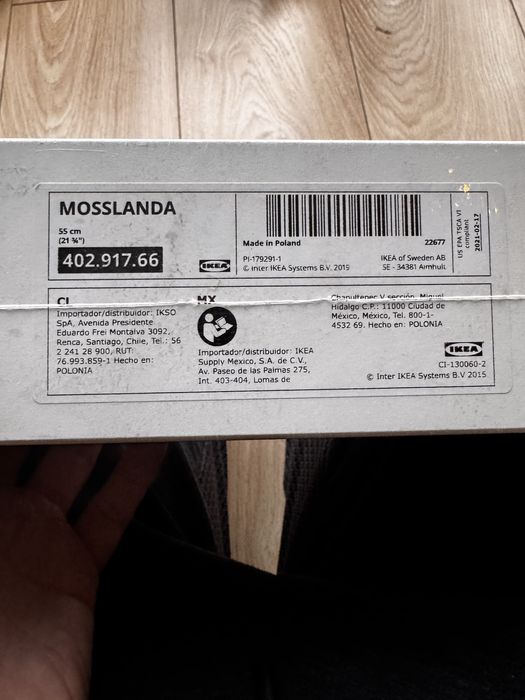 MOSSLANDA
55 cm
(21 ¾")
402.917.66
IKEA
Made in Poland
22677
PI-179291-1
© Inter IKEA Systems B.V. 2015
IKEA of Sweden AB
SE - 34381 Älmhult
US EPA TSCA VI
compliant
2021-02-17
CL
Importador/distribuidor: IKSO
SpA, Avenida Presidente
Eduardo Frei Montalva 3092,
Renca, Santiago, Chile, Tel.: 56
2 241 28 900, RUT:
76.993.859-1 Hecho en:
POLONIA
MX
Importador/distribuidor: IKEA
Supply Mexico, S.A. de C.V.,
Av. Paseo de las Palmas 275,
Int. 403-404, Lomas de
Chapultepec V sección, Miguel
Hidalgo C.P.: 11000 Ciudad de
México, México, Tel. 800-1-
4532 69. Hecho en: POLONIA
IKEA
CI-130060-2
© Inter IKEA Systems B.V 2015